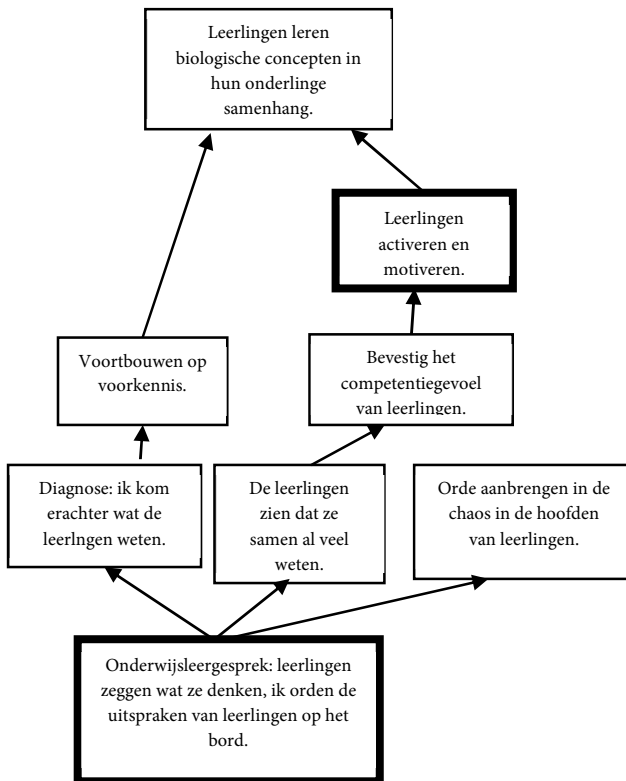 Leerlingen leren
biologische concepten in
hun onderlinge
samenhang.
Leerlingen
activeren en
motiveren.
Voortbouwen op
voorkennis.
Bevestig het
competentiegevoel
van leerlingen.
Diagnose: ik kom
erachter wat de
leerlngen weten.
De leerlingen
zien dat ze
samen al veel
weten.
Orde aanbrengen in de
chaos in de hoofden
van leerlingen.
Onderwijsleergesprek: leerlingen
zeggen wat ze denken, ik orden de
uitspraken van leerlingen op het
bord.